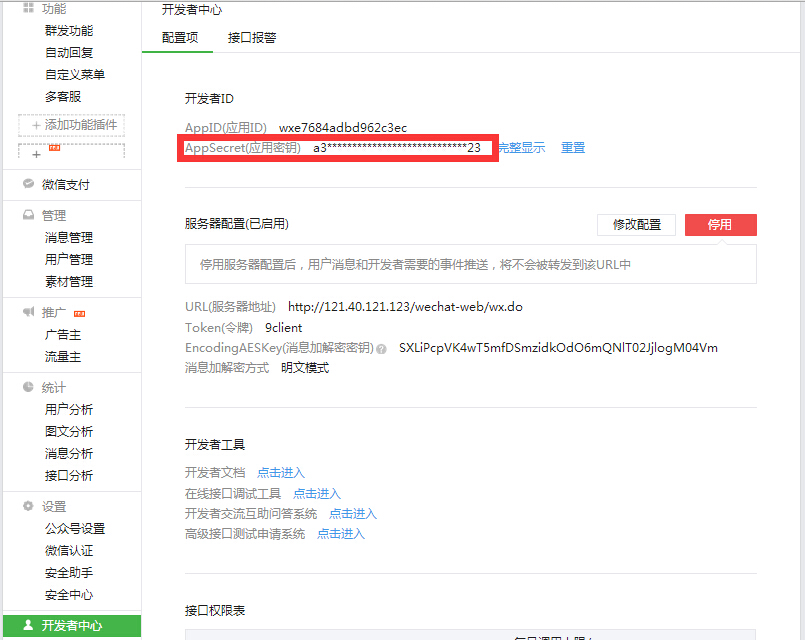 功能
群发功能
自动回复
自定义菜单
多客服
+ 添加功能插件
+
微信支付
管理
消息管理
用户管理
素材管理
推广
广告主
流量主
统计
用户分析
图文分析
消息分析
接口分析
设置
公众号设置
微信认证
安全助手
安全中心
开发者中心
开发者中心
配置项 接口报警
开发者ID
AppID(应用ID) wxe7684adbd962c3ec
AppSecret(应用密钥) a3****************************23 完整显示 重置
服务器配置(已启用) 修改配置 停用
停用服务器配置后，用户消息和开发者需要的事件推送，将不会被转发到该URL中
URL(服务器地址) http://121.40.121.123/wechat-web/wx.do
Token(令牌) 9client
EncodingAESKey(消息加解密密钥) ? SXLiPcpVK4wT5mfDSmzidkOdO6mQNlT02JjlogM04Vm
消息加解密方式 明文模式
开发者工具
开发者文档 点击进入
在线接口调试工具 点击进入
开发者交流互助问答系统 点击进入
高级接口测试申请系统 点击进入
接口权限表